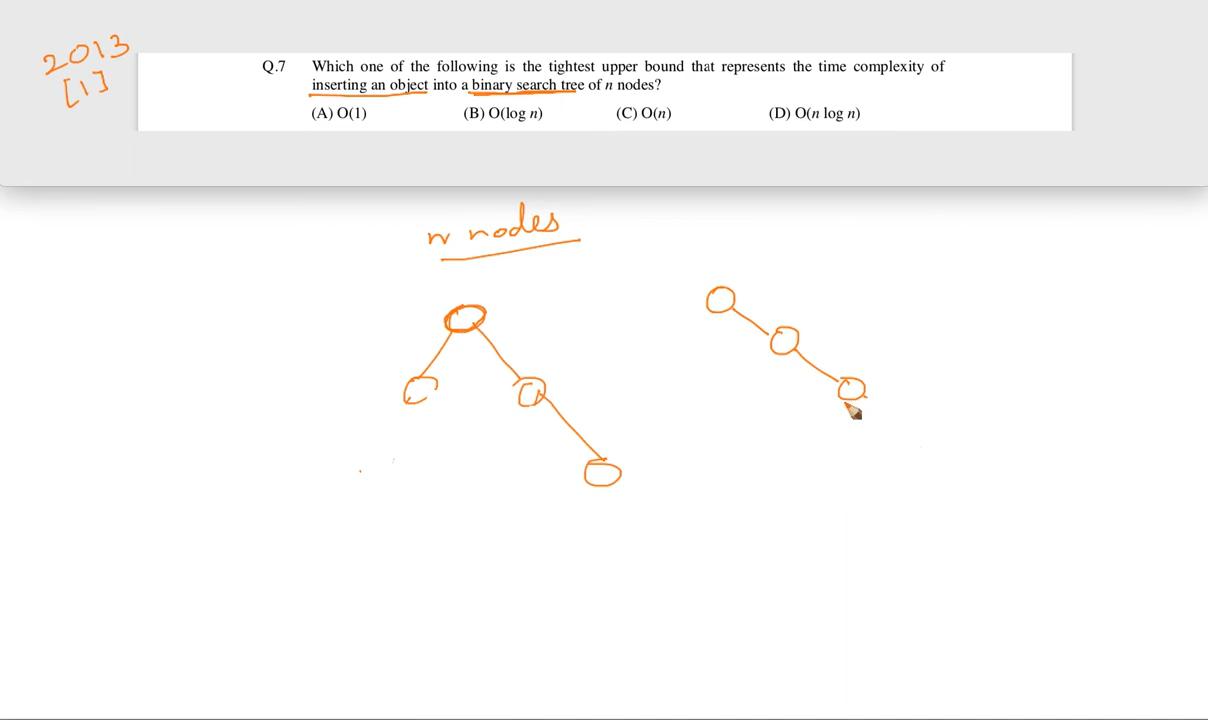 2013
[1]
Q.7 Which one of the following is the tightest upper bound that represents the time complexity of
inserting an object into a binary search tree of n nodes?
(A) O(1) (B) O(log n) (C) O(n) (D) O(n log n)
n nodes